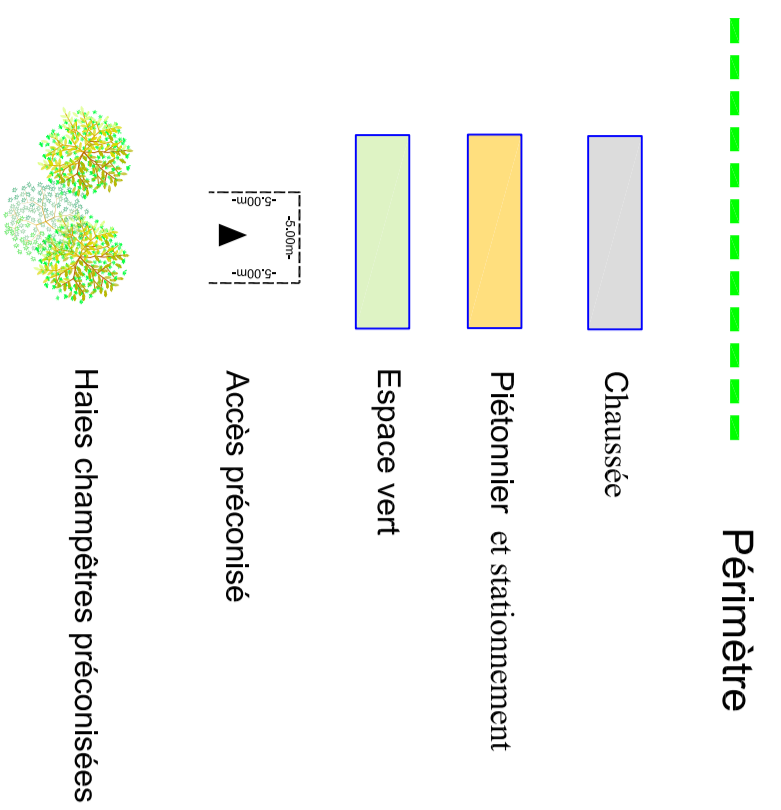 Périmètre
Chaussée
Piétonnier et stationnement
Espace vert
-5.00m-
-5.00m-
-5.00m-
Accès préconisé
Haies champêtres préconisées